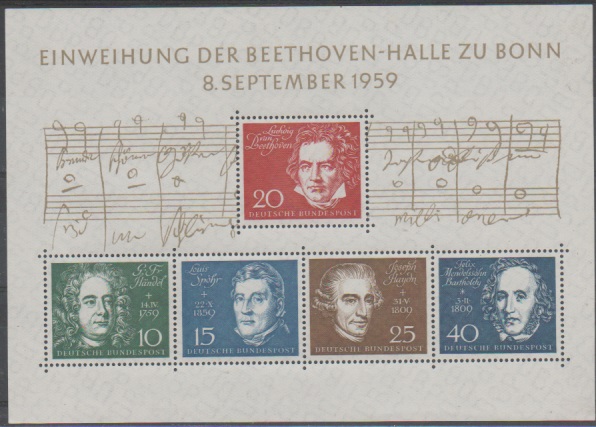 EINWEIHUNG DER BEETHOVEN-HALLE ZU BONN
8. SEPTEMBER 1959
Ludwig
van
Beethoven
20
DEUTSCHE BUNDESPOST
G. F.
Händel
+
14·IV
1759
10
DEUTSCHE BUNDESPOST
Louis
Spohr
+
22·X
1859
15
DEUTSCHE BUNDESPOST
Joseph
Haydn
+
31·V
1809
25
DEUTSCHE BUNDESPOST
Felix
Mendelssohn
Bartholdy
3·II
1809
40
DEUTSCHE BUNDESPOST